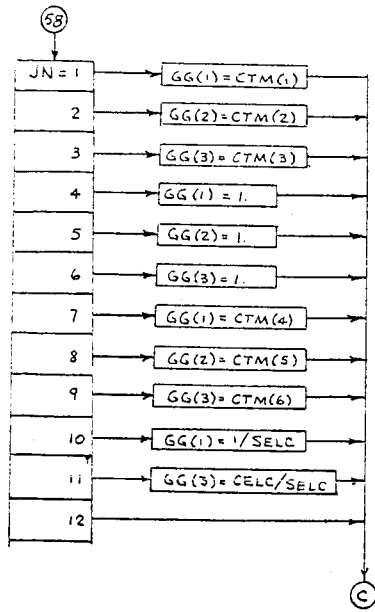 58
JN = 1 GG(1) = CTM(1)
2 GG(2) = CTM(2)
3 GG(3) = CTM(3)
4 GG(1) = 1.
5 GG(2) = 1.
6 GG(3) = 1.
7 GG(1) = CTM(4)
8 GG(2) = CTM(5)
9 GG(3) = CTM(6)
10 GG(1) = 1/SELC
11 GG(3) = CELC/SELC
12
C